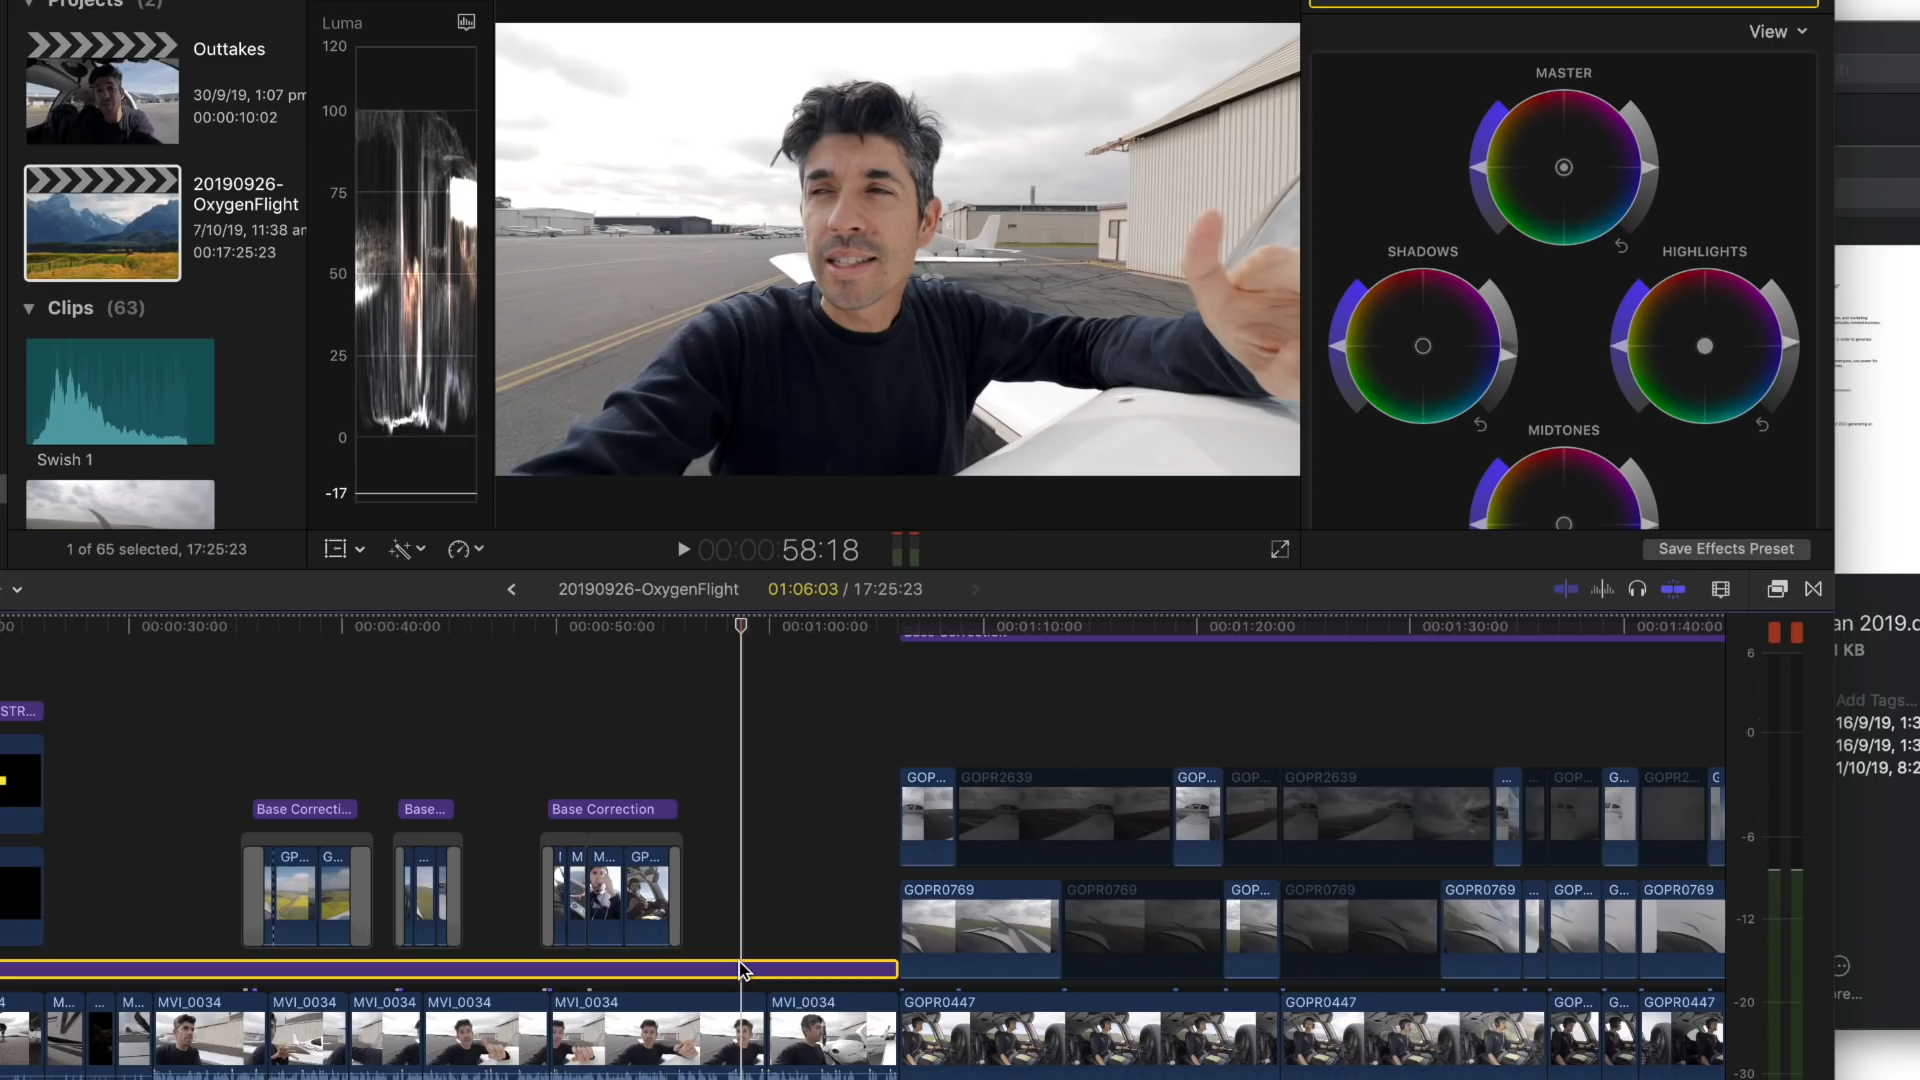 Projects (2)
Outtakes
30/9/19, 1:07 pm
00:00:10:02
20190926-
OxygenFlight
7/10/19, 11:38 am
00:17:25:23
Clips (63)
Swish 1
1 of 65 selected, 17:25:23
Luma
120
100
75
50
25
0
-17
00:00:58:18
View
MASTER
SHADOWS
HIGHLIGHTS
MIDTONES
Save Effects Preset
20190926-OxygenFlight
01:06:03 / 17:25:23
00:00:30:00
00:00:40:00
00:00:50:00
00:01:00:00
00:01:10:00
00:01:20:00
00:01:30:00
00:01:40:00
Base Correction
STR...
Base Correcti...
Base...
Base Correction
GP...
G...
...
M
M...
GP...
GOP...
GOPR2639
GOP...
GOP...
GOPR2639
...
...
GOP...
G...
GOPR2...
G
GOPR0769
GOPR0769
GOP...
GOPR0769
GOPR0769
...
GOP...
G...
GOPR0769
4
M...
...
M...
MVI_0034
MVI_0034
MVI_0034
MVI_0034
MVI_0034
MVI_0034
GOPR0447
GOPR0447
GOP...
G...
GOPR0447
6
0
-6
-12
-20
-30
an 2019.d
KB
Add Tags...
16/9/19, 1:3
16/9/19, 1:3
1/10/19, 8:2
re...